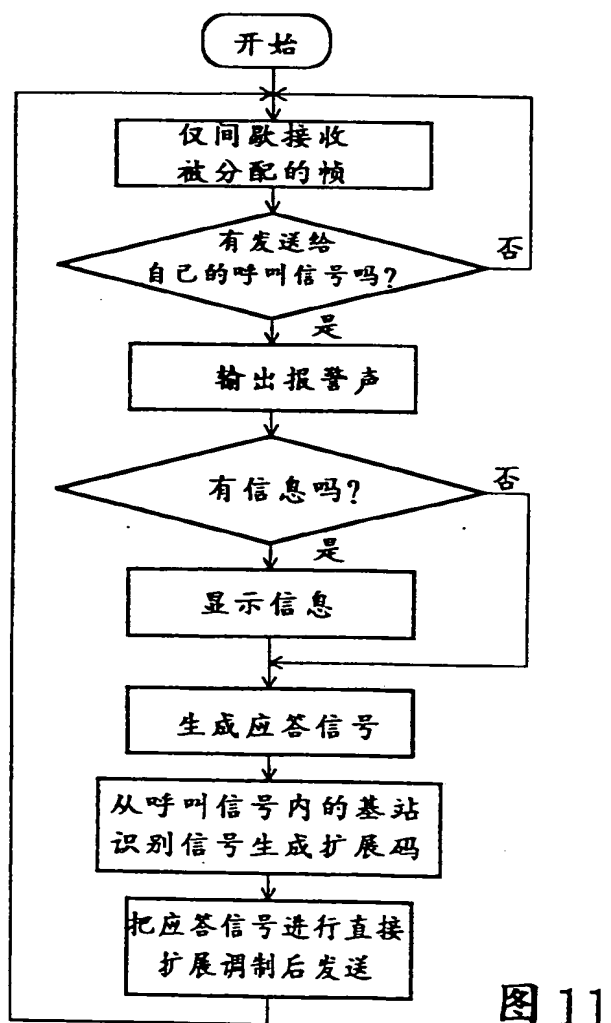 开始
仅间歇接收
被分配的帧
有发送给
自己的呼叫信号吗?
否
是
输出报警声
有信息吗?
否
是
显示信息
生成应答信号
从呼叫信号内的基站
识别信号生成扩展码
把应答信号进行直接
扩展调制后发送
图11